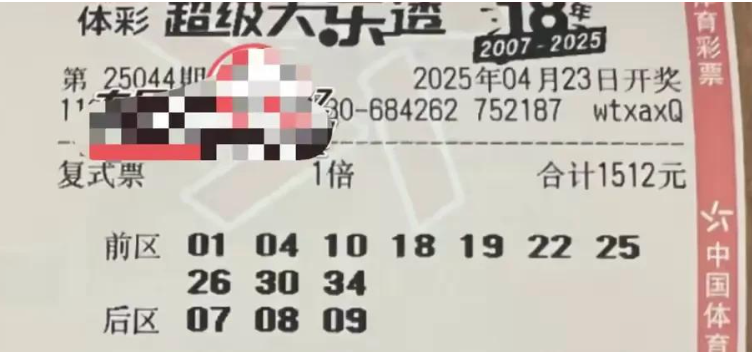 体彩 超级大乐透 18年
2007-2025
第 25044期 2025年04月23日开奖
30-684262 752187 wtxaxQ
复式票 1倍 合计1512元
前区 01 04 10 18 19 22 25
26 30 34
后区 07 08 09
体育彩票
中国体育